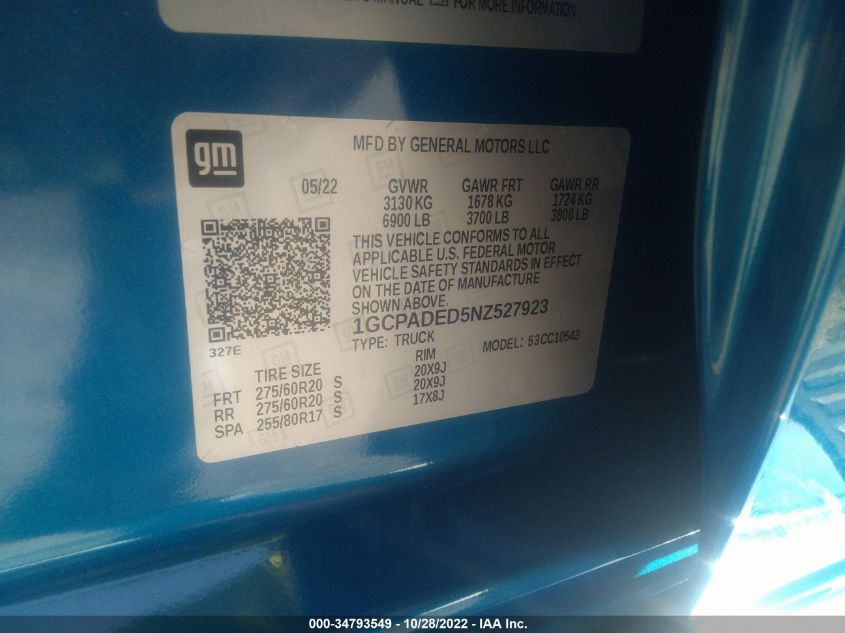 MANUAL FOR MORE INFORMATION
gm
MFD BY GENERAL MOTORS LLC
05/22 GVWR GAWR FRT GAWR RR
3130 KG 1678 KG 1724 KG
6900 LB 3700 LB 3800 LB
THIS VEHICLE CONFORMS TO ALL
APPLICABLE U.S. FEDERAL MOTOR
VEHICLE SAFETY STANDARDS IN EFFECT
ON THE DATE OF MANUFACTURE
SHOWN ABOVE.
1GCPADED5NZ527923
327E
TYPE: TRUCK MODEL: 53CC10543
TIRE SIZE RIM
FRT 275/60R20 S 20X9J
RR 275/60R20 S 20X9J
SPA 255/80R17 S 17X8J
000-34793549 | 10/28/2022 - IAA Inc.